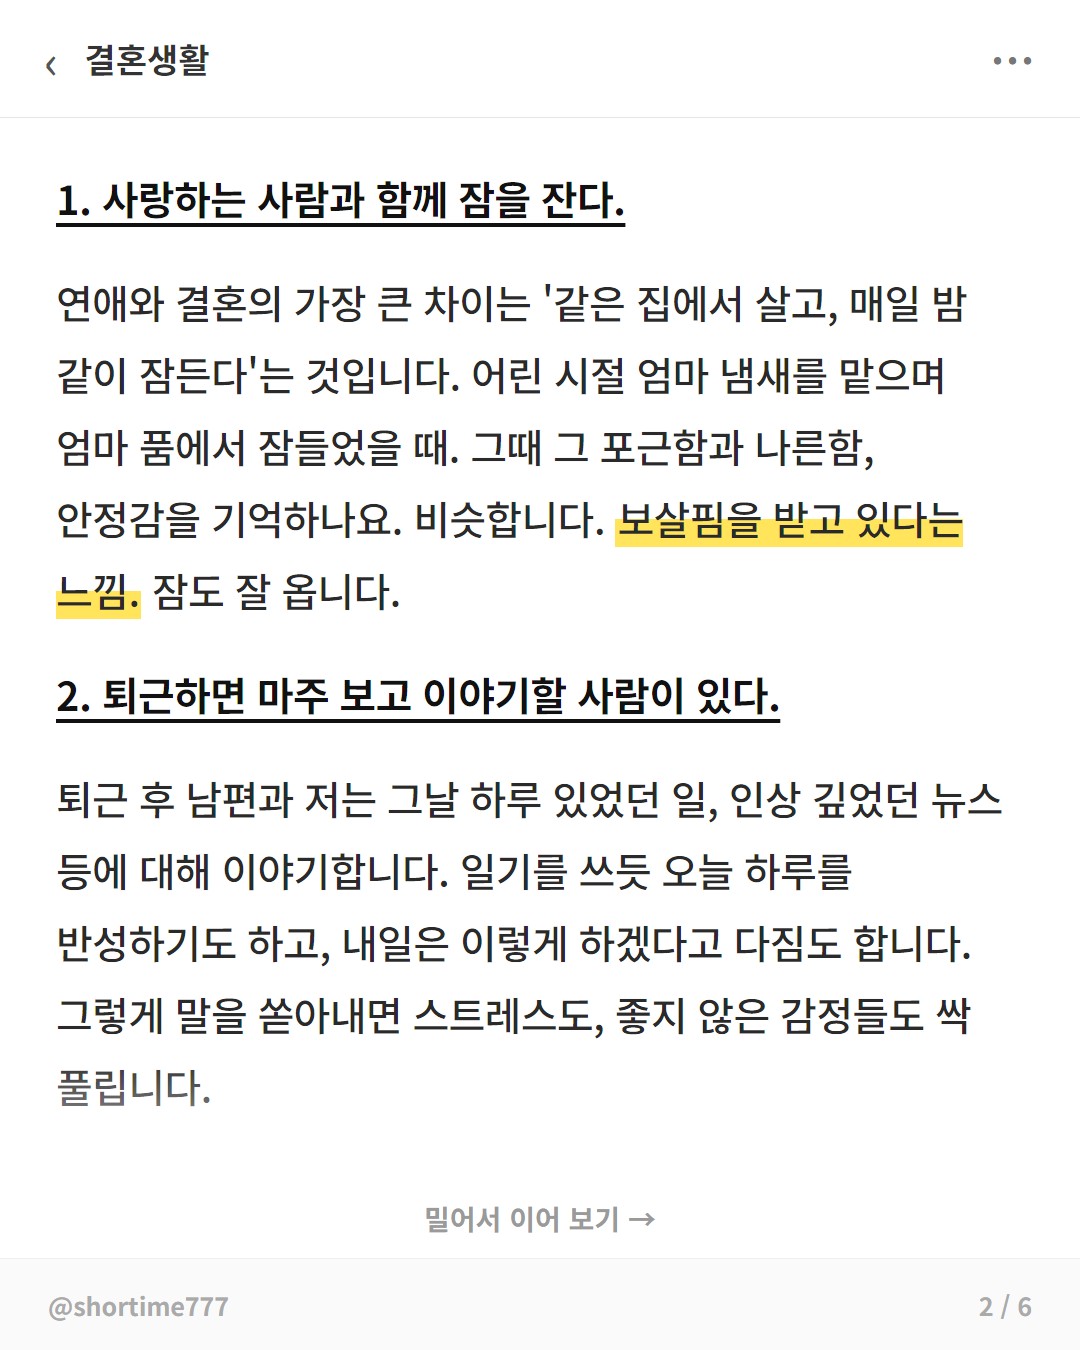 ‹ 결혼생활 •••
1. 사랑하는 사람과 함께 잠을 잔다.
연애와 결혼의 가장 큰 차이는 '같은 집에서 살고, 매일 밤
같이 잠든다'는 것입니다. 어린 시절 엄마 냄새를 맡으며
엄마 품에서 잠들었을 때. 그때 그 포근함과 나른함,
안정감을 기억하나요. 비슷합니다. 보살핌을 받고 있다는
느낌. 잠도 잘 옵니다.
2. 퇴근하면 마주 보고 이야기할 사람이 있다.
퇴근 후 남편과 저는 그날 하루 있었던 일, 인상 깊었던 뉴스
등에 대해 이야기합니다. 일기를 쓰듯 오늘 하루를
반성하기도 하고, 내일은 이렇게 하겠다고 다짐도 합니다.
그렇게 말을 쏟아내면 스트레스도, 좋지 않은 감정들도 싹
풀립니다.
밀어서 이어 보기 →
@shortime777 2 / 6